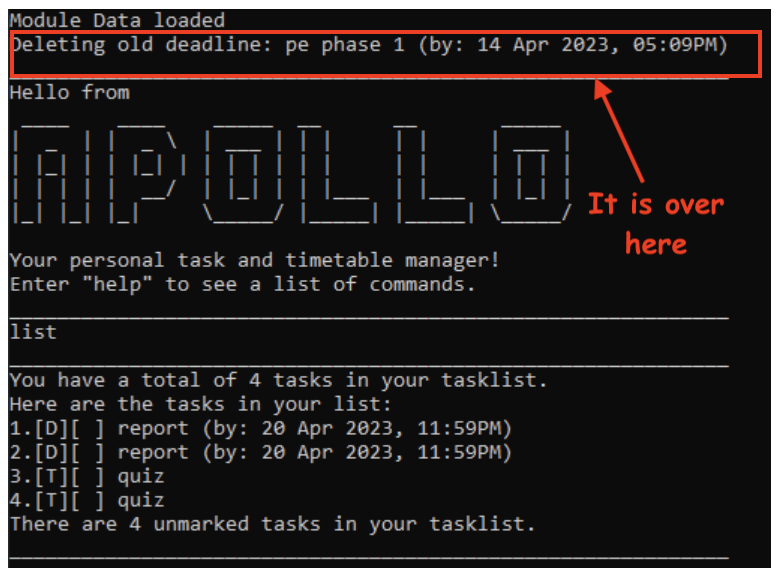 Module Data loaded
Deleting old deadline: pe phase 1 (by: 14 Apr 2023, 05:09PM)
Hello from
APOLLO
It is over
here
Your personal task and timetable manager!
Enter "help" to see a list of commands.
list
You have a total of 4 tasks in your tasklist.
Here are the tasks in your list:
1.[D][ ] report (by: 20 Apr 2023, 11:59PM)
2.[D][ ] report (by: 20 Apr 2023, 11:59PM)
3.[T][ ] quiz
4.[T][ ] quiz
There are 4 unmarked tasks in your tasklist.